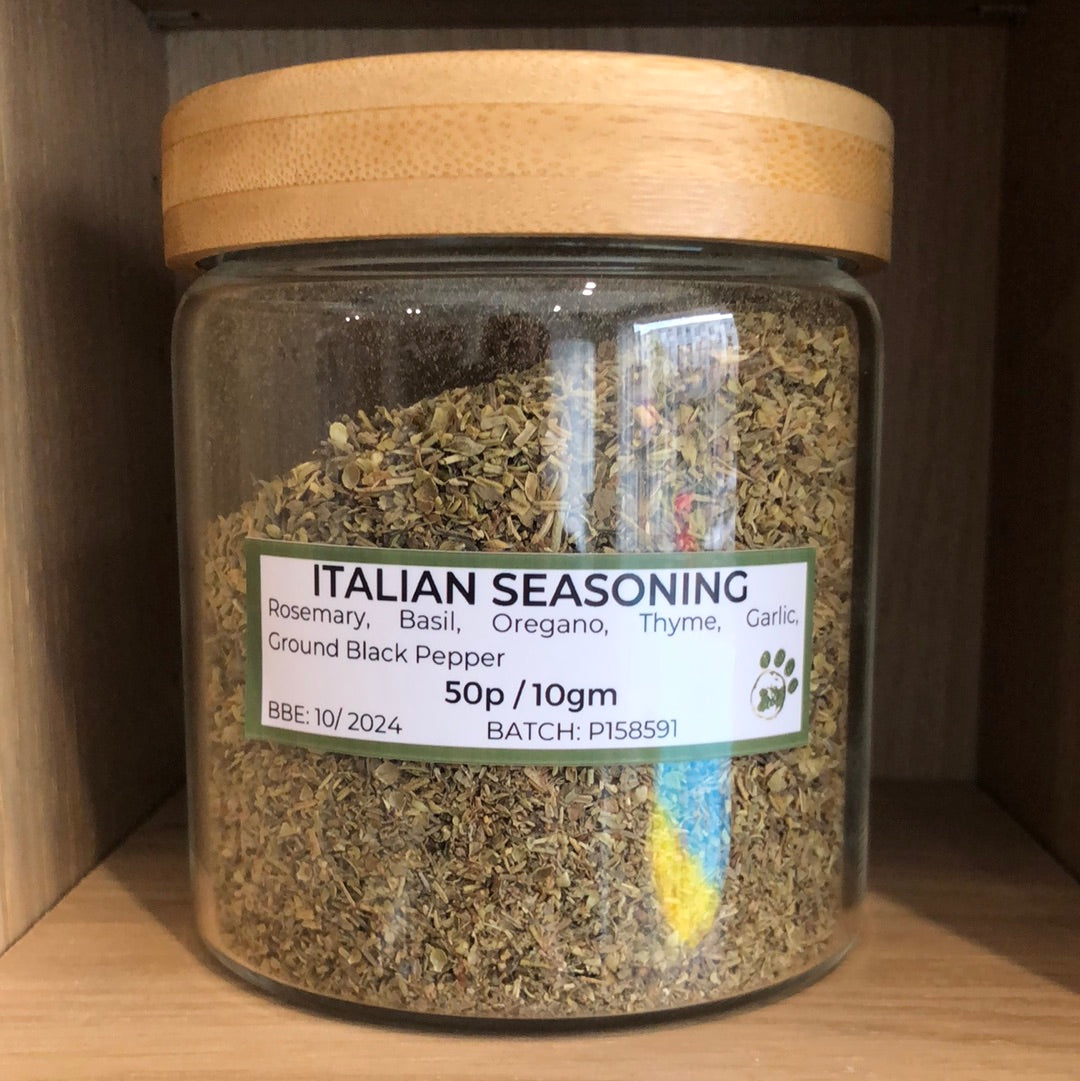 ITALIAN SEASONING
Rosemary, Basil, Oregano, Thyme, Garlic,
Ground Black Pepper
50p / 10gm
BBE: 10/ 2024 BATCH: P158591